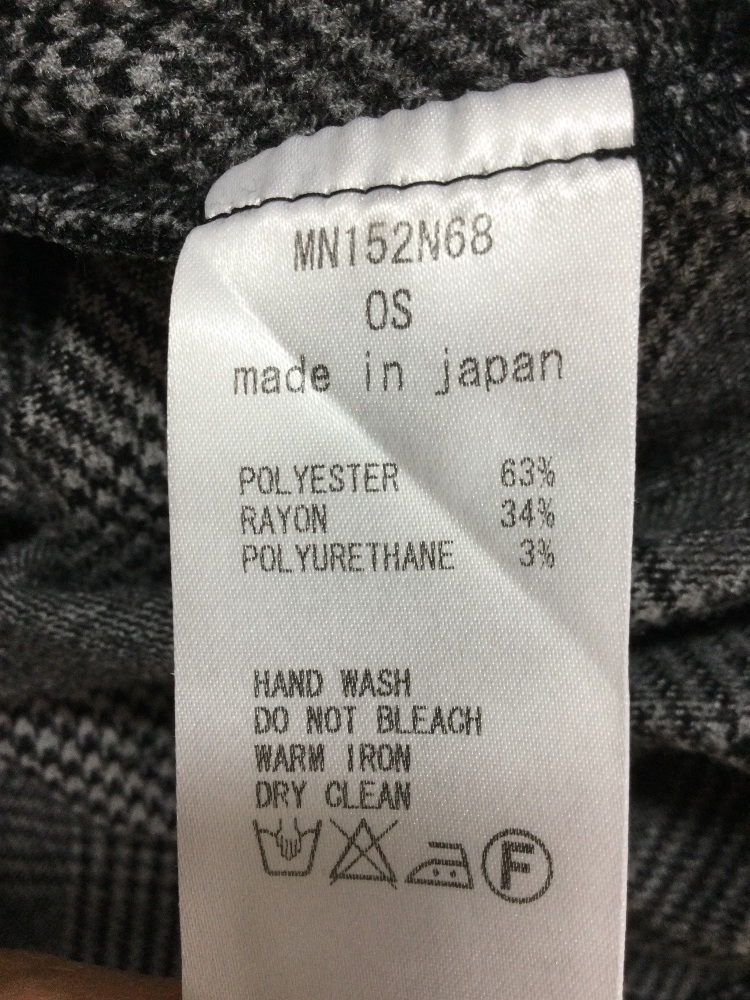 MN152N68
OS
made in japan
POLYESTER 63%
RAYON 34%
POLYURETHANE 3%
HAND WASH
DO NOT BLEACH
WARM IRON
DRY CLEAN
F